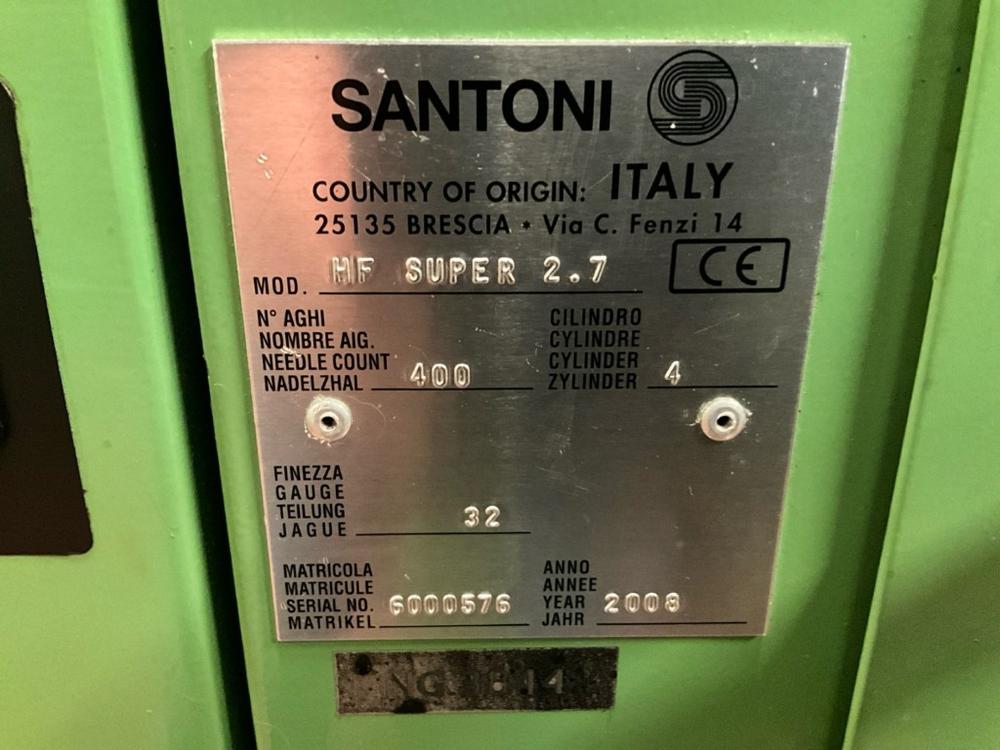 SANTONI
COUNTRY OF ORIGIN: ITALY
25135 BRESCIA * Via C. Fenzi 14
MOD. HF SUPER 2.7
CE
N° AGHI
NOMBRE AIG.
NEEDLE COUNT
NADELZHAL 400
CILINDRO
CYLINDRE
CYLINDER
ZYLINDER 4
FINEZZA
GAUGE
TEILUNG
JAGUE 32
MATRICOLA
MATRICULE
SERIAL NO. 6000576
MATRIKEL
ANNO
ANNEE
YEAR 2008
JAHR